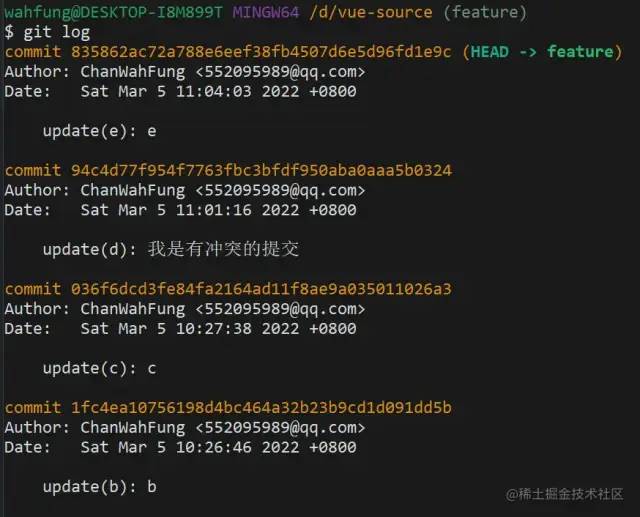 wahfung@DESKTOP-I8M899T MINGW64 /d/vue-source (feature)
$ git log
commit 835862ac72a788e6eef38fb4507d6e5d96fd1e9c (HEAD -> feature)
Author: ChanWahFung <552095989@qq.com>
Date:   Sat Mar 5 11:04:03 2022 +0800
    update(e): e
commit 94c4d77f954f7763fbc3bfdf950aba0aaa5b0324
Author: ChanWahFung <552095989@qq.com>
Date:   Sat Mar 5 11:01:16 2022 +0800
    update(d): 我是有冲突的提交
commit 036f6dcd3fe84fa2164ad11f8ae9a035011026a3
Author: ChanWahFung <552095989@qq.com>
Date:   Sat Mar 5 10:27:38 2022 +0800
    update(c): c
commit 1fc4ea10756198d4bc464a32b23b9cd1d091dd5b
Author: ChanWahFung <552095989@qq.com>
Date:   Sat Mar 5 10:26:46 2022 +0800
    update(b): b
@稀土掘金技术社区